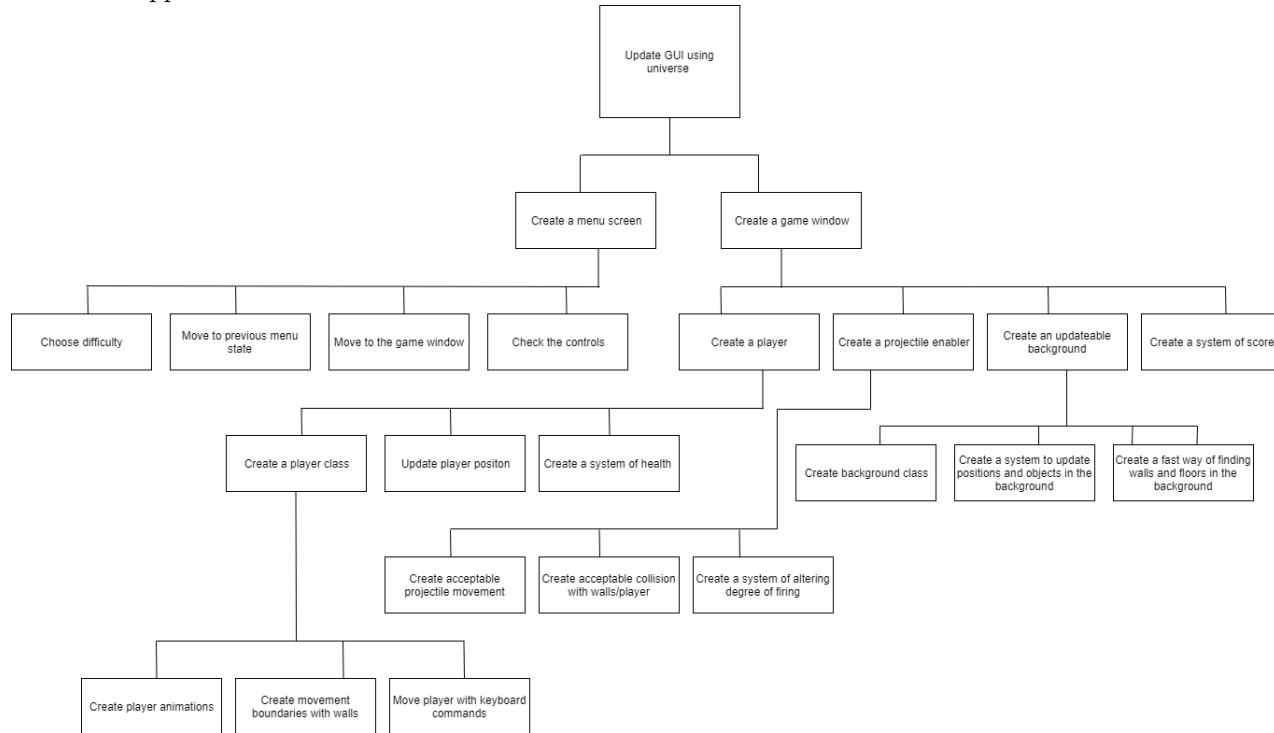 Update GUI using
universe
Create a menu screen
Create a game window
Choose difficulty
Move to previous menu
state
Move to the game window
Check the controls
Create a player
Create a projectile enabler
Create an updateable
background
Create a system of score
Create a player class
Update player positon
Create a system of health
Create background class
Create a system to update
positions and objects in the
background
Create a fast way of finding
walls and floors in the
background
Create acceptable
projectile movement
Create acceptable collision
with walls/player
Create a system of altering
degree of firing
Create player animations
Create movement
boundaries with walls
Move player with keyboard
commands